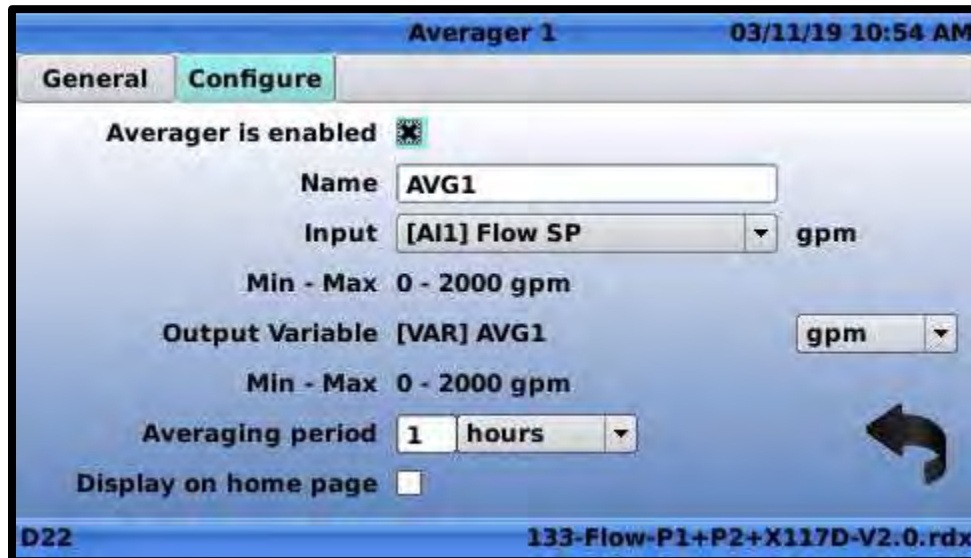 Averager 1 03/11/19 10:54 AM
General Configure
Averager is enabled
Name AVG1
Input [AI1] Flow SP gpm
Min - Max 0 - 2000 gpm
Output Variable [VAR] AVG1 gpm
Min - Max 0 - 2000 gpm
Averaging period 1 hours
Display on home page
D22 133-Flow-P1+P2+X117D-V2.0.rdx